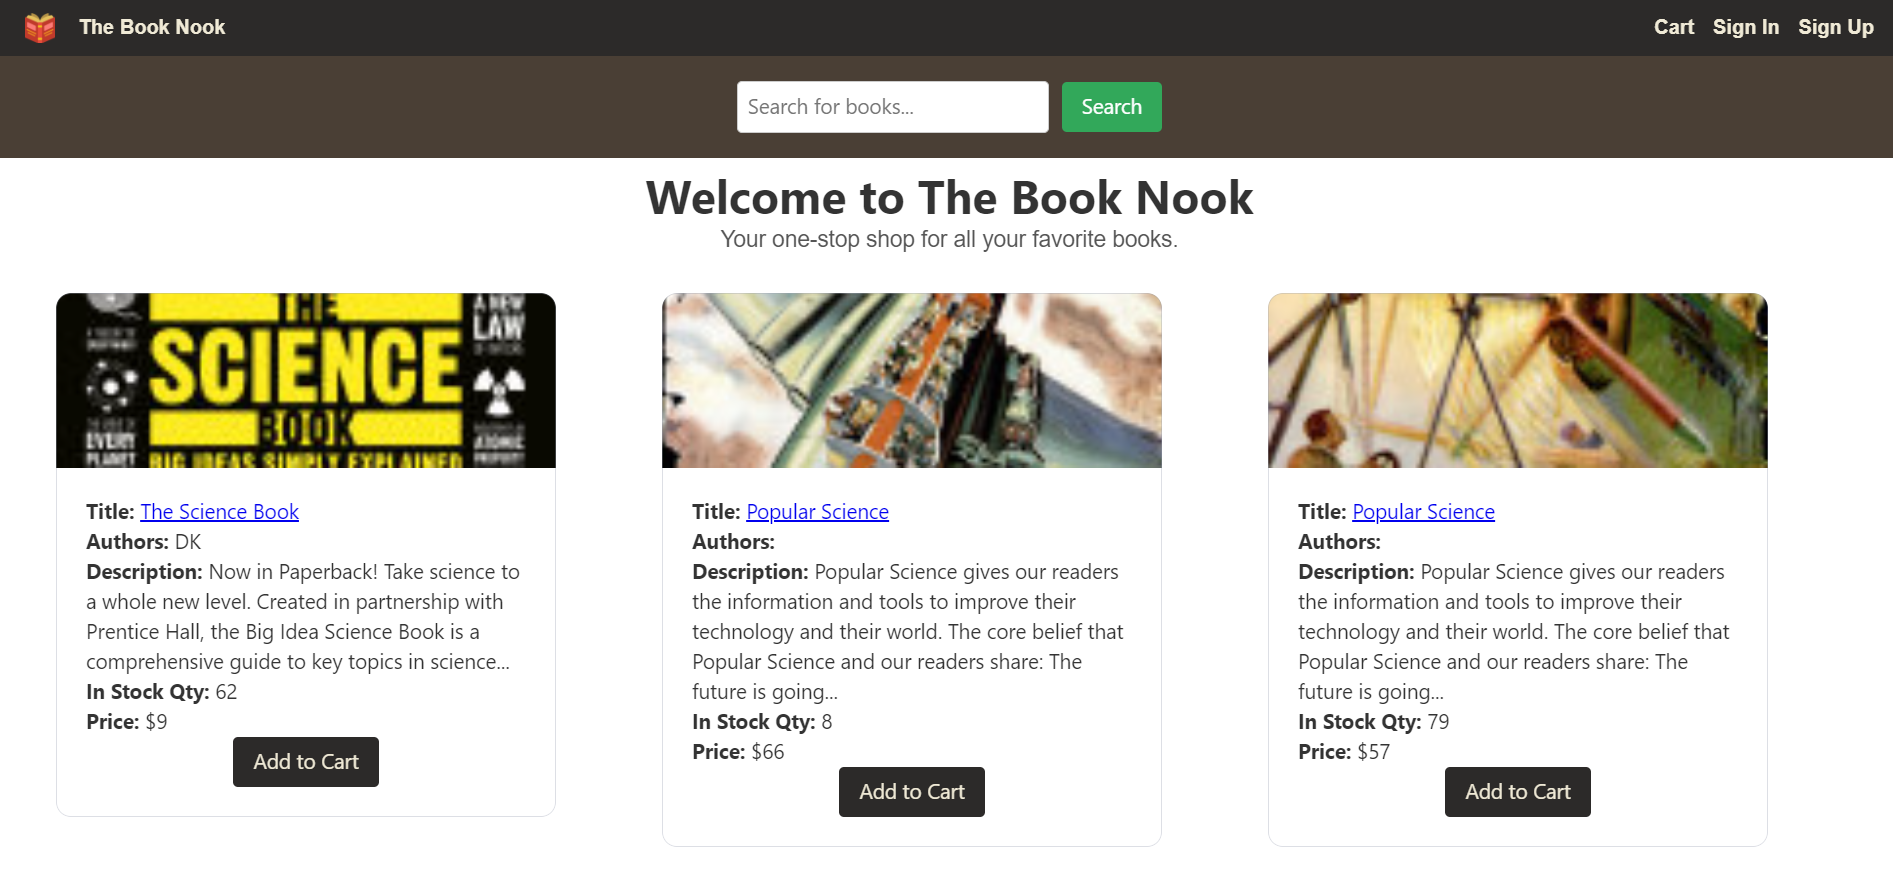 The Book Nook
Cart Sign In Sign Up
Search for books...
Search
Welcome to The Book Nook
Your one-stop shop for all your favorite books.
THE
SCIENCE
BOOK
BIG IDEAS SIMPLY EXPLAINED
A NEW
LAW
EVERY
PLANET
ATOMIC
Title: The Science Book
Authors: DK
Description: Now in Paperback! Take science to
a whole new level. Created in partnership with
Prentice Hall, the Big Idea Science Book is a
comprehensive guide to key topics in science...
In Stock Qty: 62
Price: $9
Add to Cart
Title: Popular Science
Authors:
Description: Popular Science gives our readers
the information and tools to improve their
technology and their world. The core belief that
Popular Science and our readers share: The
future is going...
In Stock Qty: 8
Price: $66
Add to Cart
Title: Popular Science
Authors:
Description: Popular Science gives our readers
the information and tools to improve their
technology and their world. The core belief that
Popular Science and our readers share: The
future is going...
In Stock Qty: 79
Price: $57
Add to Cart